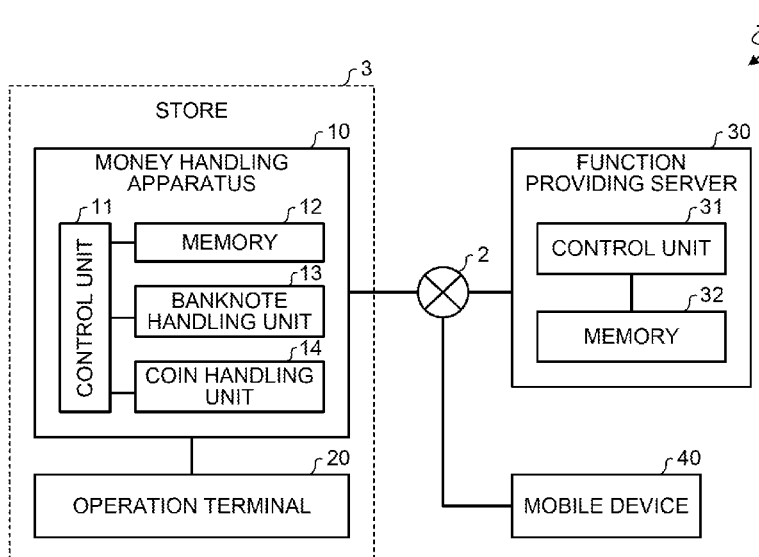 3
STORE
10
MONEY HANDLING
APPARATUS
11
CONTROL UNIT
12
MEMORY
13
BANKNOTE
HANDLING UNIT
14
COIN HANDLING
UNIT
20
OPERATION TERMINAL
2
30
FUNCTION
PROVIDING SERVER
31
CONTROL UNIT
32
MEMORY
40
MOBILE DEVICE